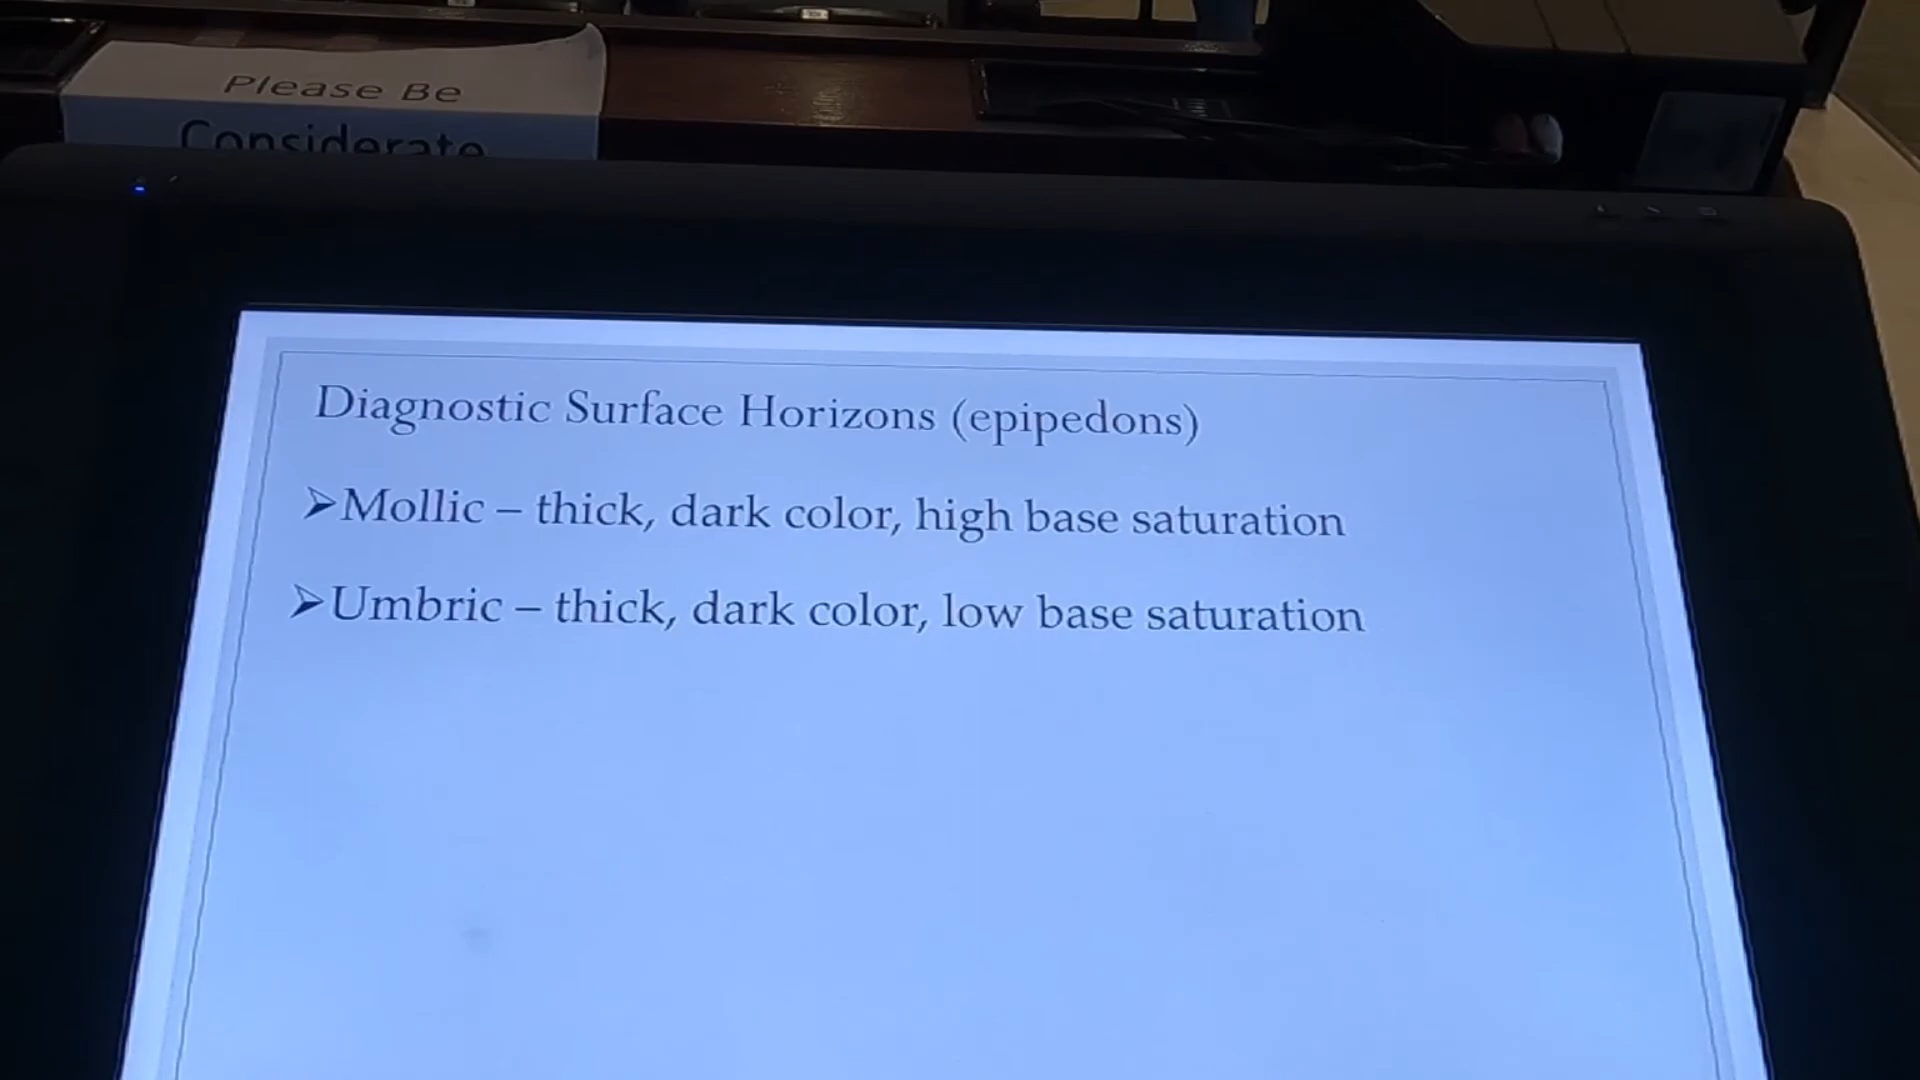 Please Be
Considerate
Diagnostic Surface Horizons (epipedons)
➢Mollic – thick, dark color, high base saturation
➢Umbric – thick, dark color, low base saturation